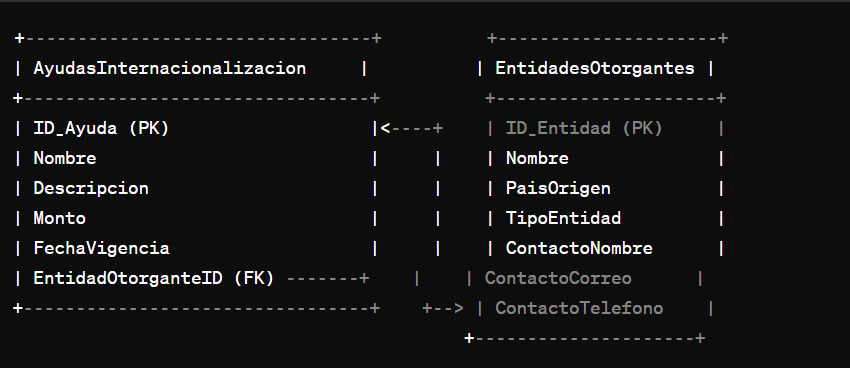 +---------------------------------+          +---------------------+
|  AyudasInternacionalizacion     |          | EntidadesOtorgantes |
+---------------------------------+          +---------------------+
| ID_Ayuda (PK)                   |<----+    | ID_Entidad (PK)     |
| Nombre                          |     |    | Nombre              |
| Descripcion                     |     |    | PaisOrigen          |
| Monto                           |     |    | TipoEntidad         |
| FechaVigencia                   |     |    | ContactoNombre      |
| EntidadOtorganteID (FK) -------+    |    | ContactoCorreo      |
+---------------------------------+    +--> | ContactoTelefono    |
                                           +---------------------+